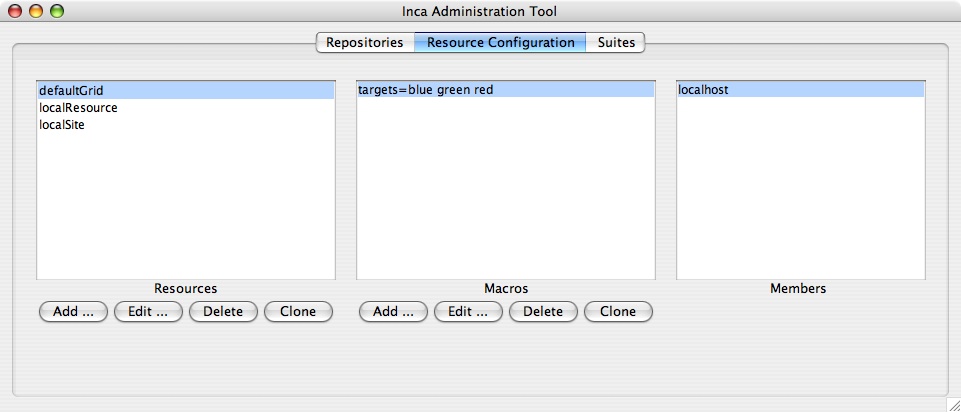 Inca Administration Tool
Repositories Resource Configuration Suites
defaultGrid
localResource
localSite
Resources
Add ... Edit ... Delete Clone
targets=blue green red
Macros
Add ... Edit ... Delete Clone
localhost
Members